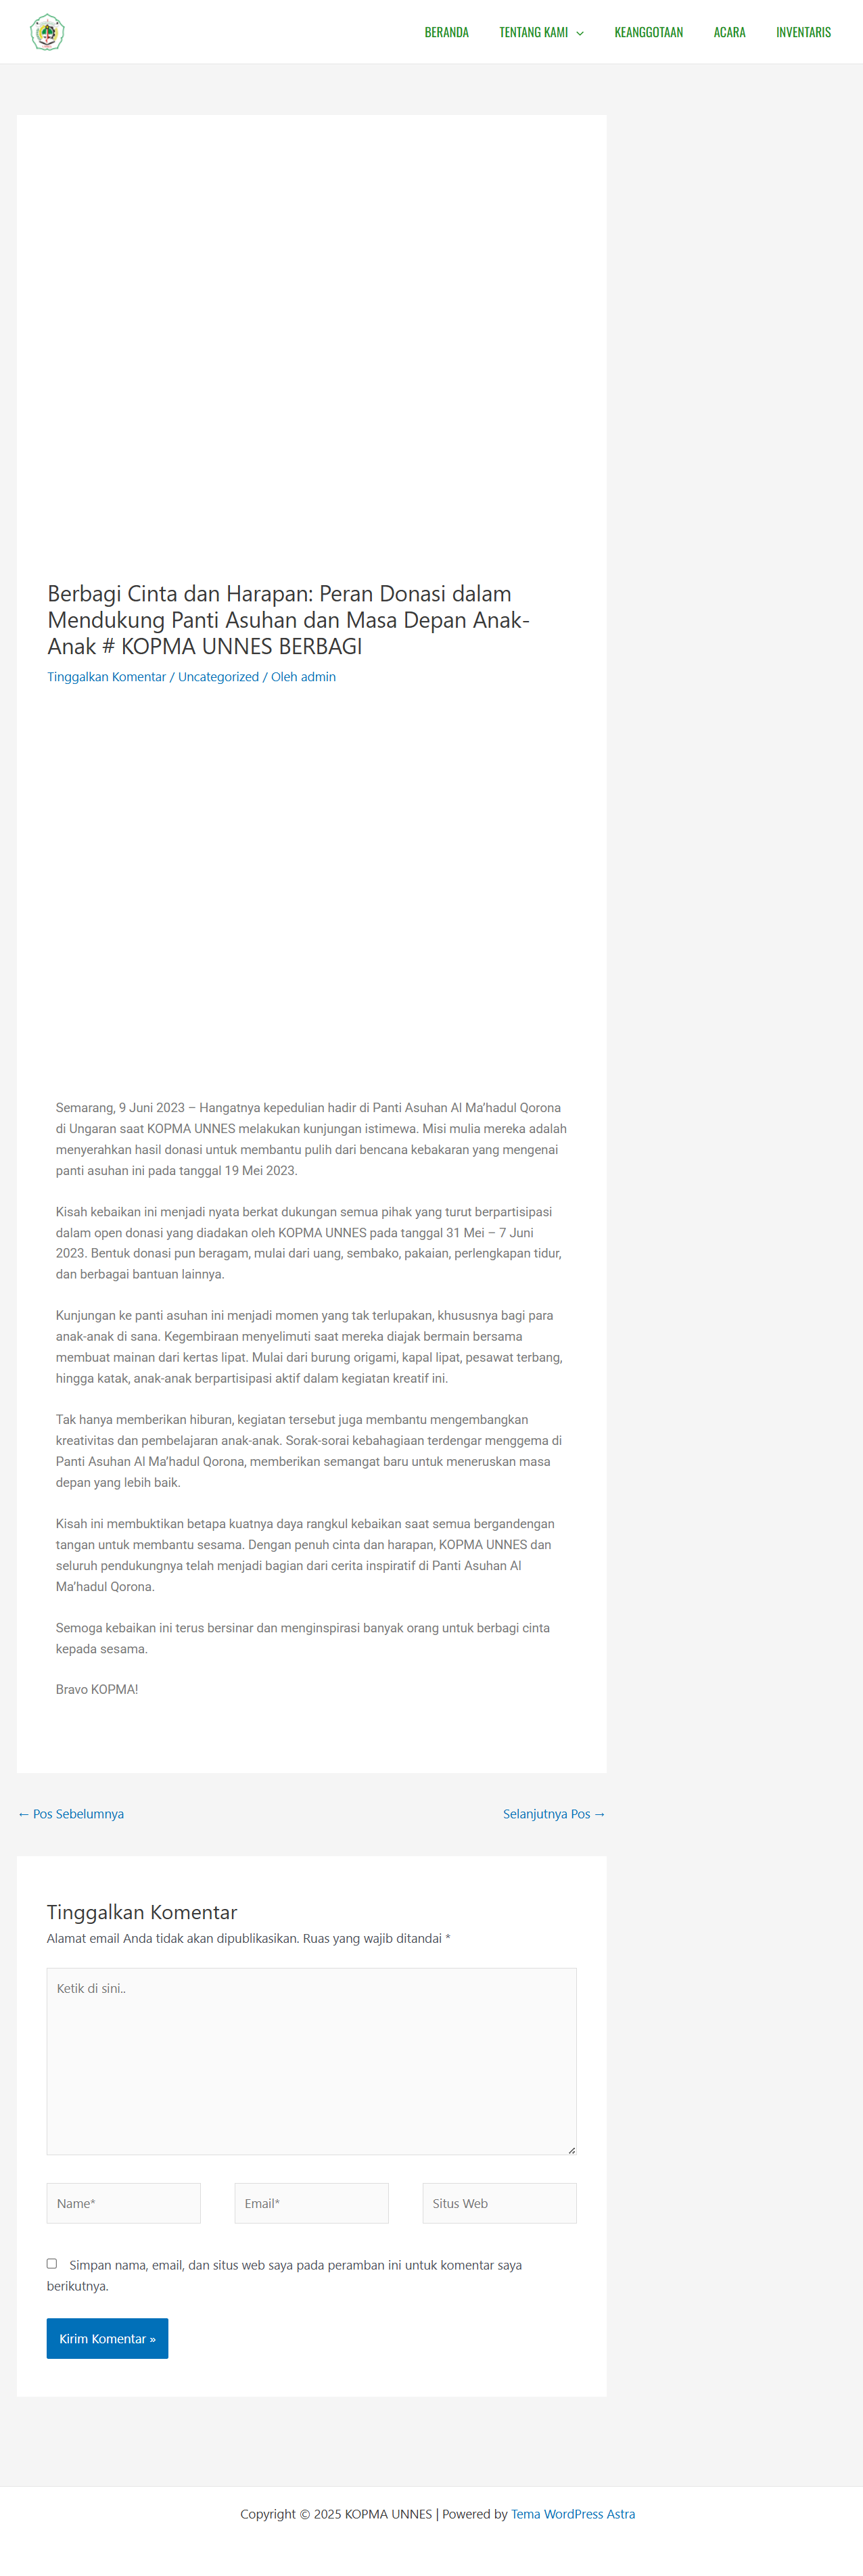 BERANDA TENTANG KAMI KEANGGOTAAN ACARA INVENTARIS
Berbagi Cinta dan Harapan: Peran Donasi dalam
Mendukung Panti Asuhan dan Masa Depan Anak-
Anak # KOPMA UNNES BERBAGI
Tinggalkan Komentar / Uncategorized / Oleh admin
Semarang, 9 Juni 2023 – Hangatnya kepedulian hadir di Panti Asuhan Al Ma’hadul Qorona
di Ungaran saat KOPMA UNNES melakukan kunjungan istimewa. Misi mulia mereka adalah
menyerahkan hasil donasi untuk membantu pulih dari bencana kebakaran yang mengenai
panti asuhan ini pada tanggal 19 Mei 2023.
Kisah kebaikan ini menjadi nyata berkat dukungan semua pihak yang turut berpartisipasi
dalam open donasi yang diadakan oleh KOPMA UNNES pada tanggal 31 Mei – 7 Juni
2023. Bentuk donasi pun beragam, mulai dari uang, sembako, pakaian, perlengkapan tidur,
dan berbagai bantuan lainnya.
Kunjungan ke panti asuhan ini menjadi momen yang tak terlupakan, khususnya bagi para
anak-anak di sana. Kegembiraan menyelimuti saat mereka diajak bermain bersama
membuat mainan dari kertas lipat. Mulai dari burung origami, kapal lipat, pesawat terbang,
hingga katak, anak-anak berpartisipasi aktif dalam kegiatan kreatif ini.
Tak hanya memberikan hiburan, kegiatan tersebut juga membantu mengembangkan
kreativitas dan pembelajaran anak-anak. Sorak-sorai kebahagiaan terdengar menggema di
Panti Asuhan Al Ma’hadul Qorona, memberikan semangat baru untuk meneruskan masa
depan yang lebih baik.
Kisah ini membuktikan betapa kuatnya daya rangkul kebaikan saat semua bergandengan
tangan untuk membantu sesama. Dengan penuh cinta dan harapan, KOPMA UNNES dan
seluruh pendukungnya telah menjadi bagian dari cerita inspiratif di Panti Asuhan Al
Ma’hadul Qorona.
Semoga kebaikan ini terus bersinar dan menginspirasi banyak orang untuk berbagi cinta
kepada sesama.
Bravo KOPMA!
← Pos Sebelumnya Selanjutnya Pos →
Tinggalkan Komentar
Alamat email Anda tidak akan dipublikasikan. Ruas yang wajib ditandai *
Ketik di sini..
Name* Email* Situs Web
Simpan nama, email, dan situs web saya pada peramban ini untuk komentar saya
berikutnya.
Kirim Komentar »
Copyright © 2025 KOPMA UNNES | Powered by Tema WordPress Astra